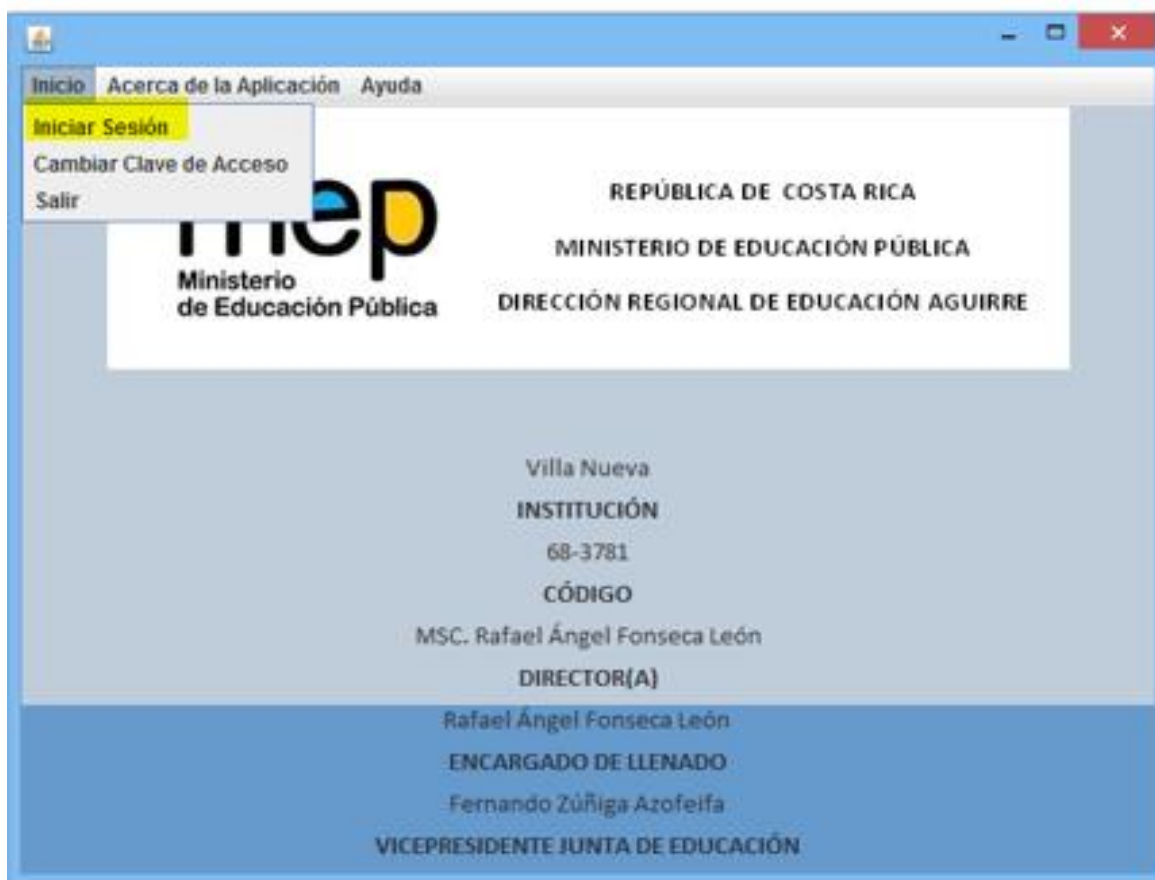 Inicio Acerca de la Aplicación Ayuda
Iniciar Sesión
Cambiar Clave de Acceso
Salir
mep
Ministerio
de Educación Pública
REPÚBLICA DE COSTA RICA
MINISTERIO DE EDUCACIÓN PÚBLICA
DIRECCIÓN REGIONAL DE EDUCACIÓN AGUIRRE
Villa Nueva
INSTITUCIÓN
68-3781
CÓDIGO
MSC. Rafael Ángel Fonseca León
DIRECTOR(A)
Rafael Ángel Fonseca León
ENCARGADO DE LLENADO
Fernando Zúñiga Azofeifa
VICEPRESIDENTE JUNTA DE EDUCACIÓN